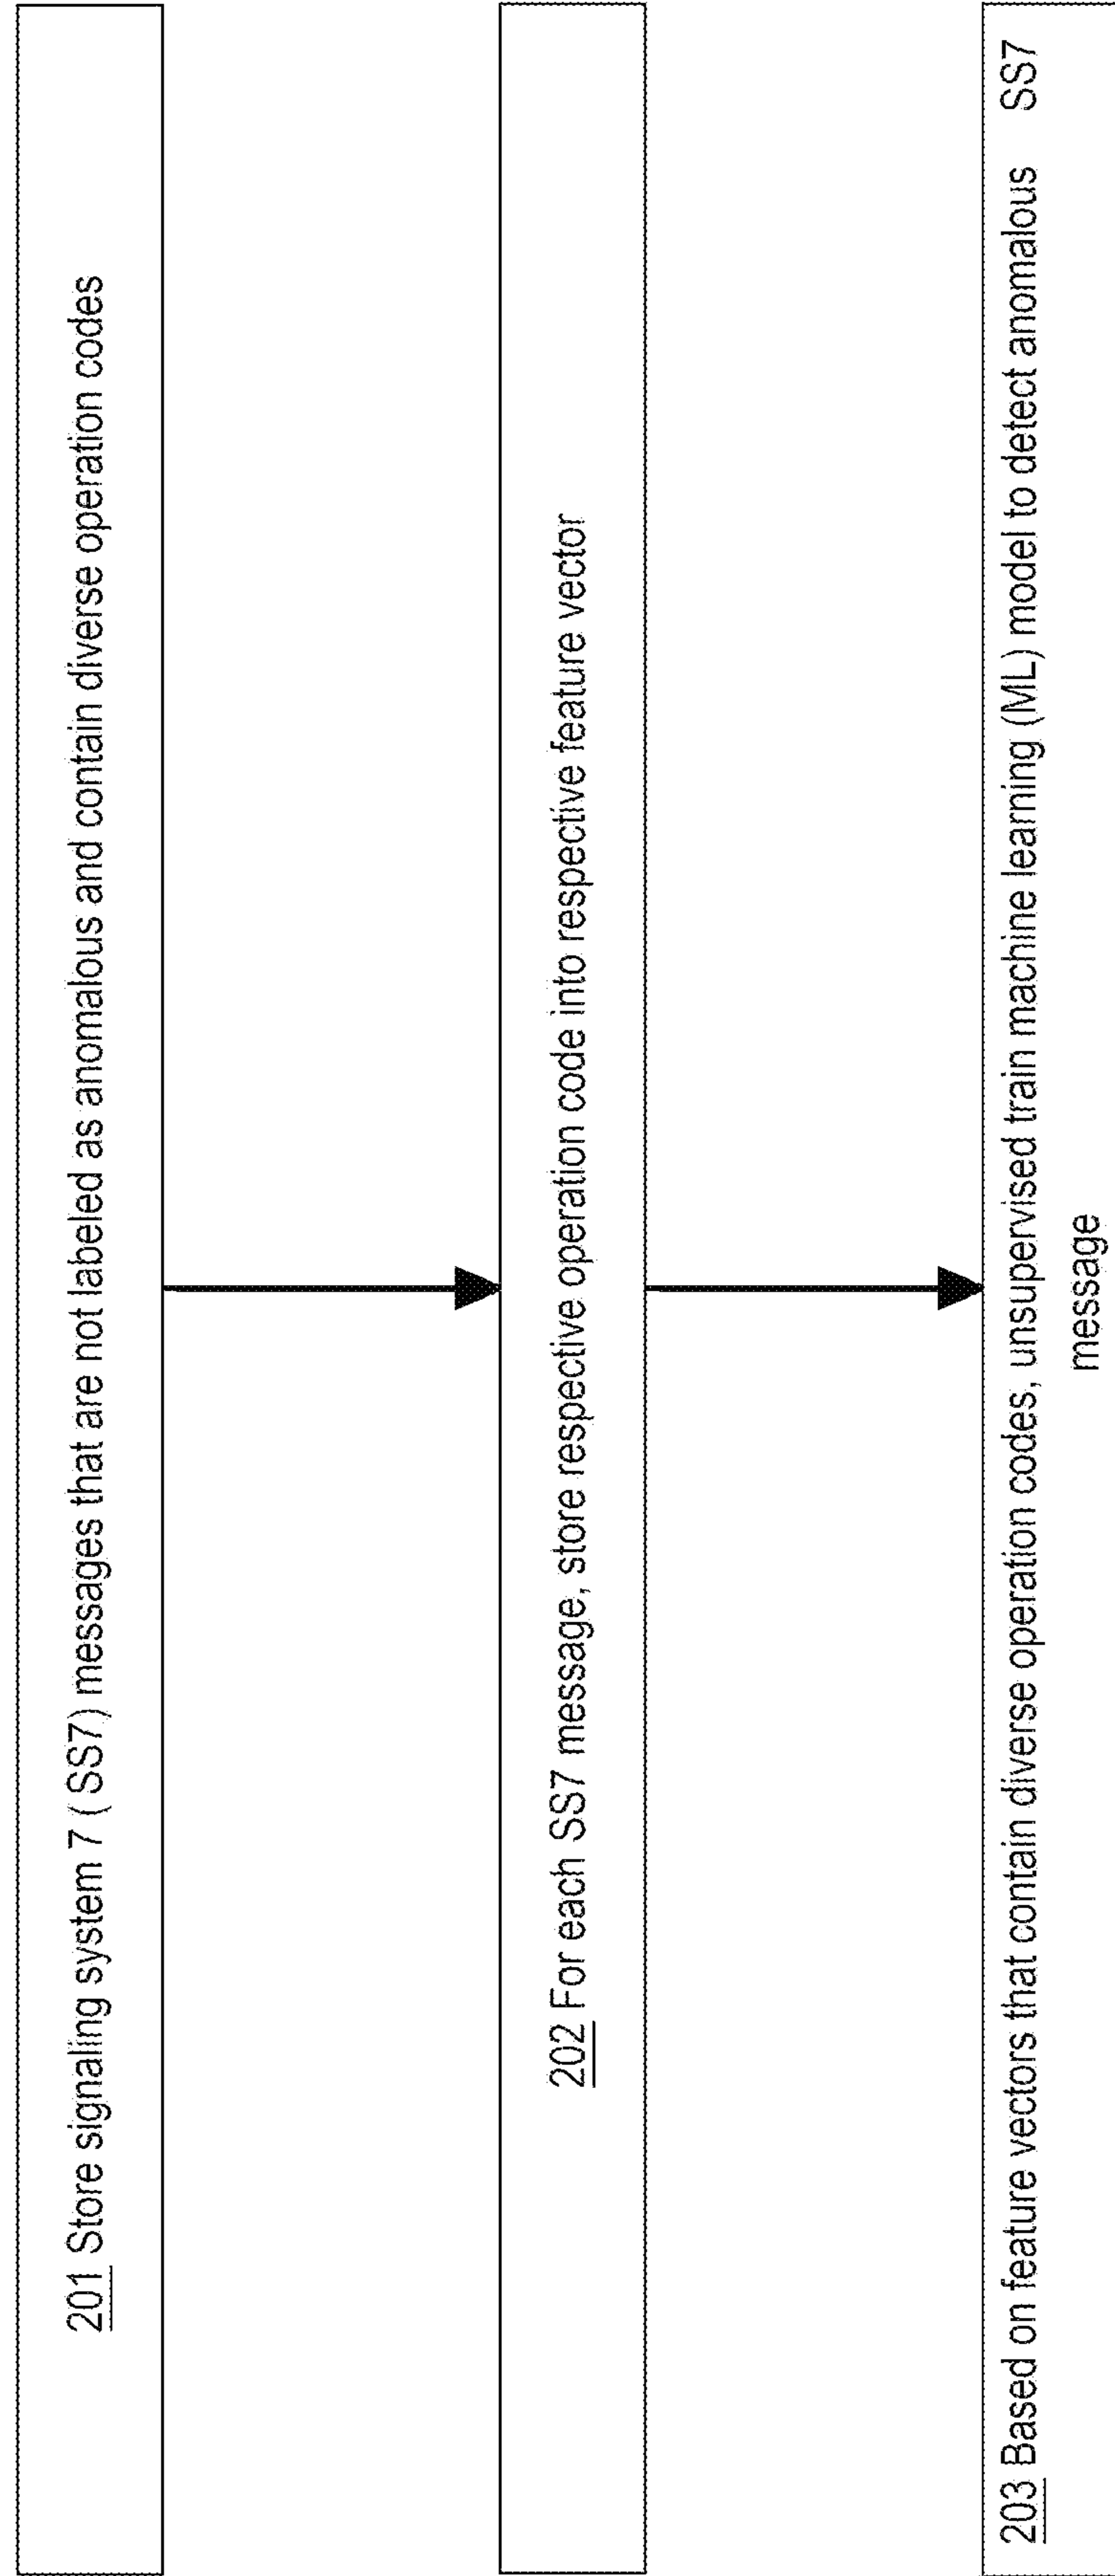 201 Store signaling system 7 ( SS7) messages that are not labeled as anomalous and contain diverse operation codes
202 For each SS7 message, store respective operation code into respective feature vector
203 Based on feature vectors that contain diverse operation codes, unsupervised train machine learning (ML) model to detect anomalous SS7
message